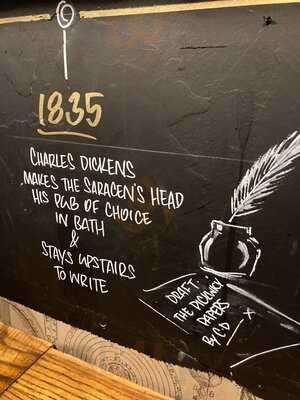 1835
CHARLES DICKENS
MAKES THE SARACEN'S HEAD
HIS PUB OF CHOICE
IN BATH
&
STAYS UPSTAIRS
TO WRITE
DRAFT
THE PICKWICK
PAPERS
By C.D x